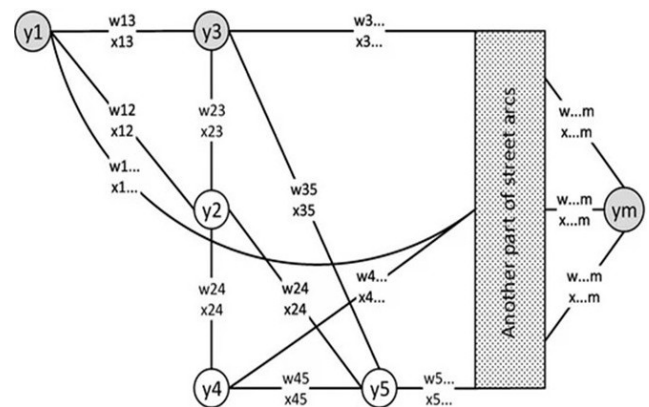 y1
w13
x13
y3
w3...
x3...
w12
x12
w23
x23
w1...
x1...
w35
x35
y2
Another part of street arcs
w...m
x...m
w...m
x...m
ym
w24
x24
w24
x24
w4...
x4...
w...m
x...m
y4
w45
x45
y5
w5...
x5...